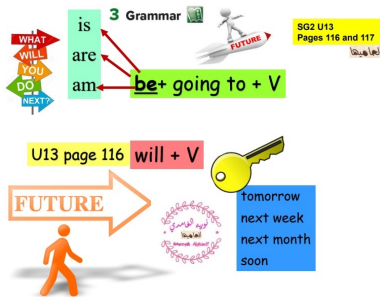 3 Grammar
FUTURE
SG2 U13
Pages 116 and 117
WHAT
WILL
YOU
DO
NEXT?
is
are
am
be+ going to + V
U13 page 116
will + V
FUTURE
tomorrow
next week
next month
soon